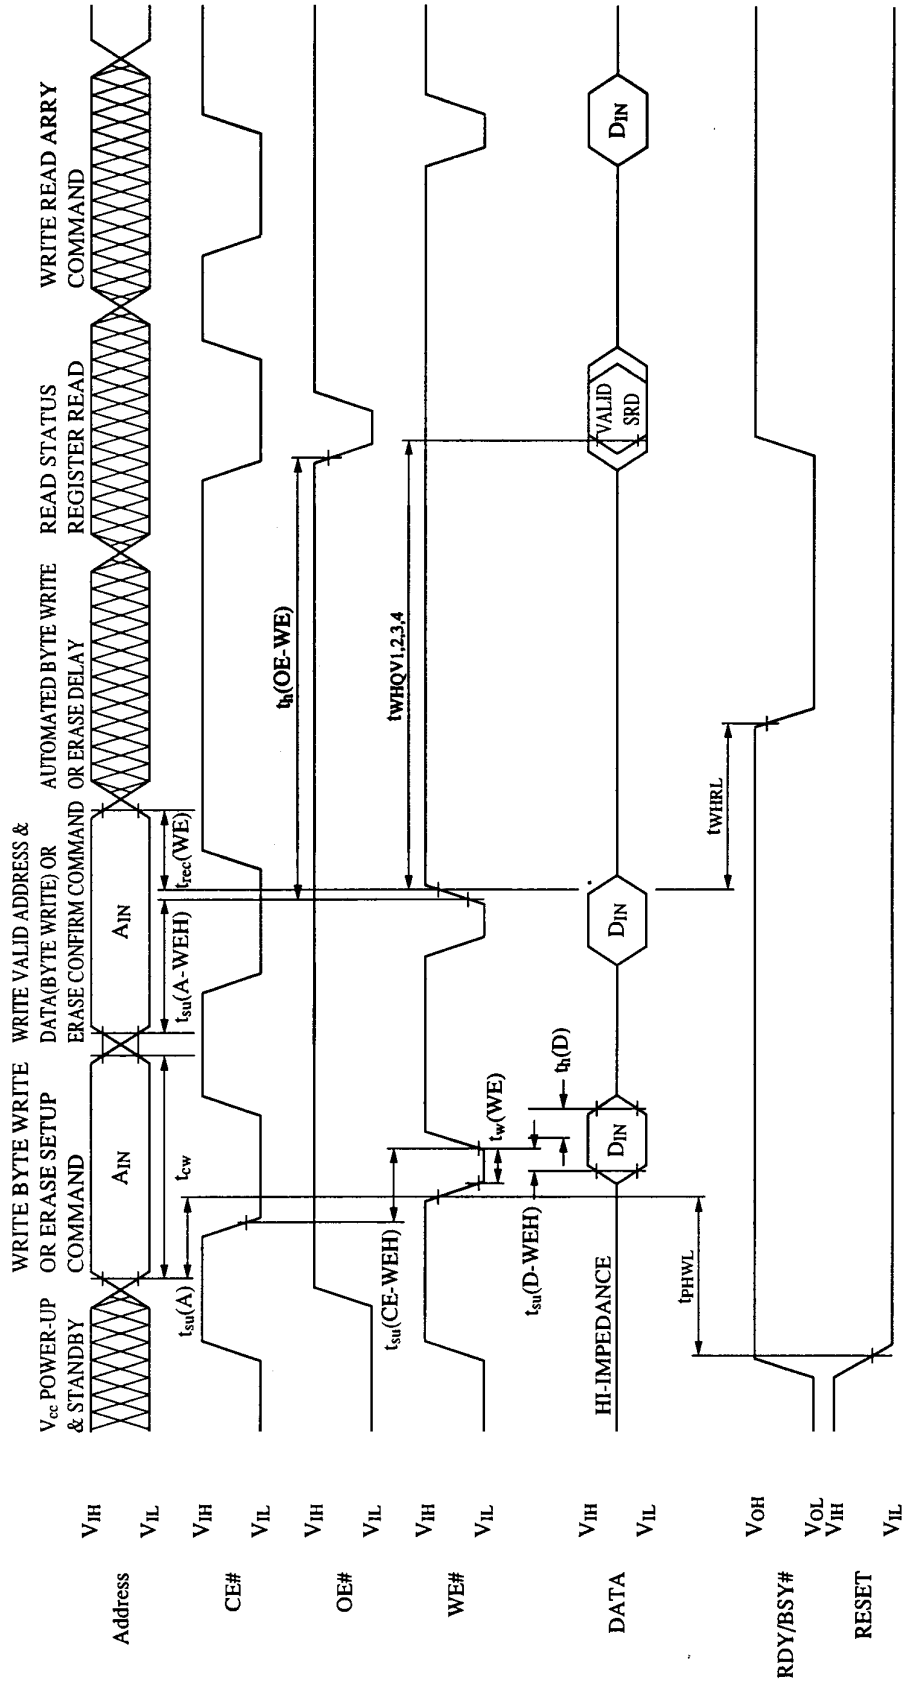 Vcc POWER-UP
& STANDBY
WRITE BYTE WRITE
OR ERASE SETUP
COMMAND
WRITE VALID ADDRESS &
DATA(BYTE WRITE) OR
ERASE CONFIRM COMMAND
AUTOMATED BYTE WRITE
OR ERASE DELAY
READ STATUS
REGISTER READ
WRITE READ ARRY
COMMAND
Address
VIH
VIL
AIN
AIN
tsu(A)
tCW
tsu(A-WEH)
trec(WE)
CE#
VIH
VIL
OE#
VIH
VIL
th(OE-WE)
tsu(CE-WEH)
WE#
VIH
VIL
tWHQV1,2,3,4
tw(WE)
tsu(D-WEH)
th(D)
DATA
VIH
VIL
HI-IMPEDANCE
DIN
DIN
VALID
SRD
DIN
tPHWL
tWHRL
RDY/BSY#
VOH
VOL
RESET
VIH
VIL